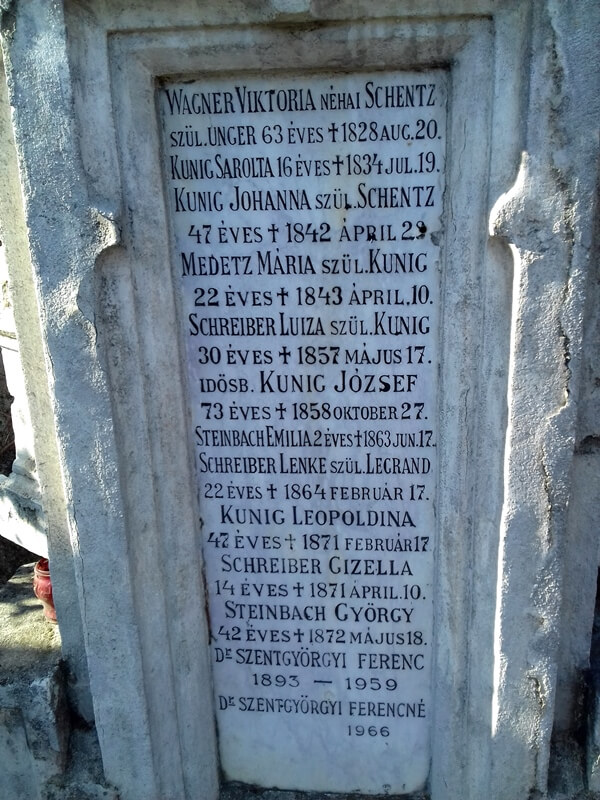 WAGNER VIKTORIA NÉHAI SCHENTZ
SZÜL. UNGER 63 ÉVES † 1828 AUG. 20.
KUNIG SAROLTA 16 ÉVES † 1834 JUL. 19.
KUNIG JOHANNA SZÜL. SCHENTZ
47 ÉVES † 1842 ÁPRIL 29
MEDETZ MÁRIA SZÜL. KUNIG
22 ÉVES † 1843 ÁPRIL. 10.
SCHREIBER LUIZA SZÜL. KUNIG
30 ÉVES † 1857 MÁJUS 17.
IDÖSB. KUNIG JÓZSEF
73 ÉVES † 1858 OKTOBER 27.
STEINBACH EMILIA 2 ÉVES † 1863 JUN. 17.
SCHREIBER LENKE SZÜL. LEGRAND
22 ÉVES † 1864 FEBRUÁR 17.
KUNIG LEOPOLDINA
47 ÉVES † 1871 FEBRUÁR 17
SCHREIBER GIZELLA
14 ÉVES † 1871 ÁPRIL. 10.
STEINBACH GYÖRGY
42 ÉVES † 1872 MÁJUS 18.
DR SZENTGYÖRGYI FERENC
1893 — 1959
DR SZENTGYÖRGYI FERENCNÉ
1966